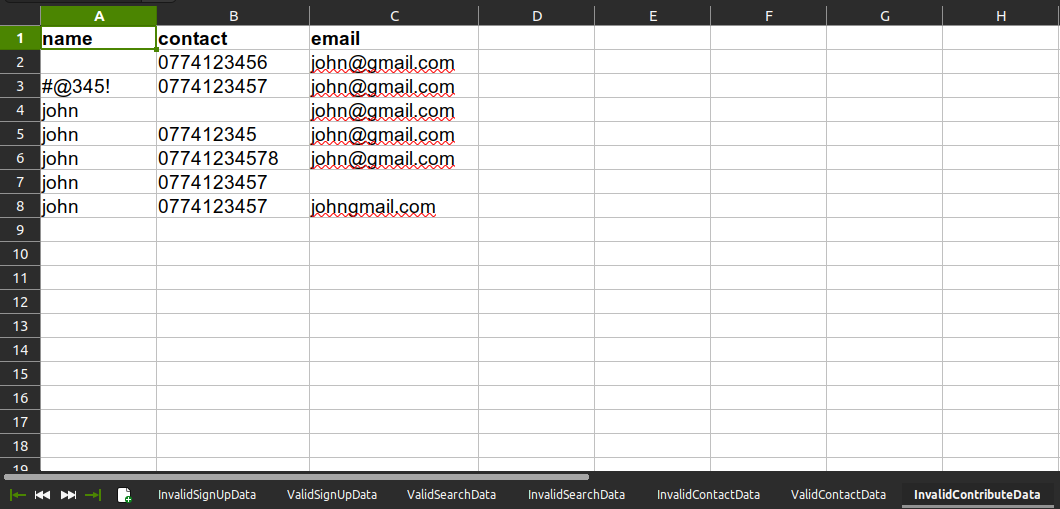 A B C D E F G H
1 name contact email
2 0774123456 john@gmail.com
3 #@345! 0774123457 john@gmail.com
4 john john@gmail.com
5 john 077412345 john@gmail.com
6 john 07741234578 john@gmail.com
7 john 0774123457
8 john 0774123457 johngmail.com
9
10
11
12
13
14
15
16
17
18
19
InvalidSignUpData ValidSignUpData ValidSearchData InvalidSearchData InvalidContactData ValidContactData InvalidContributeData